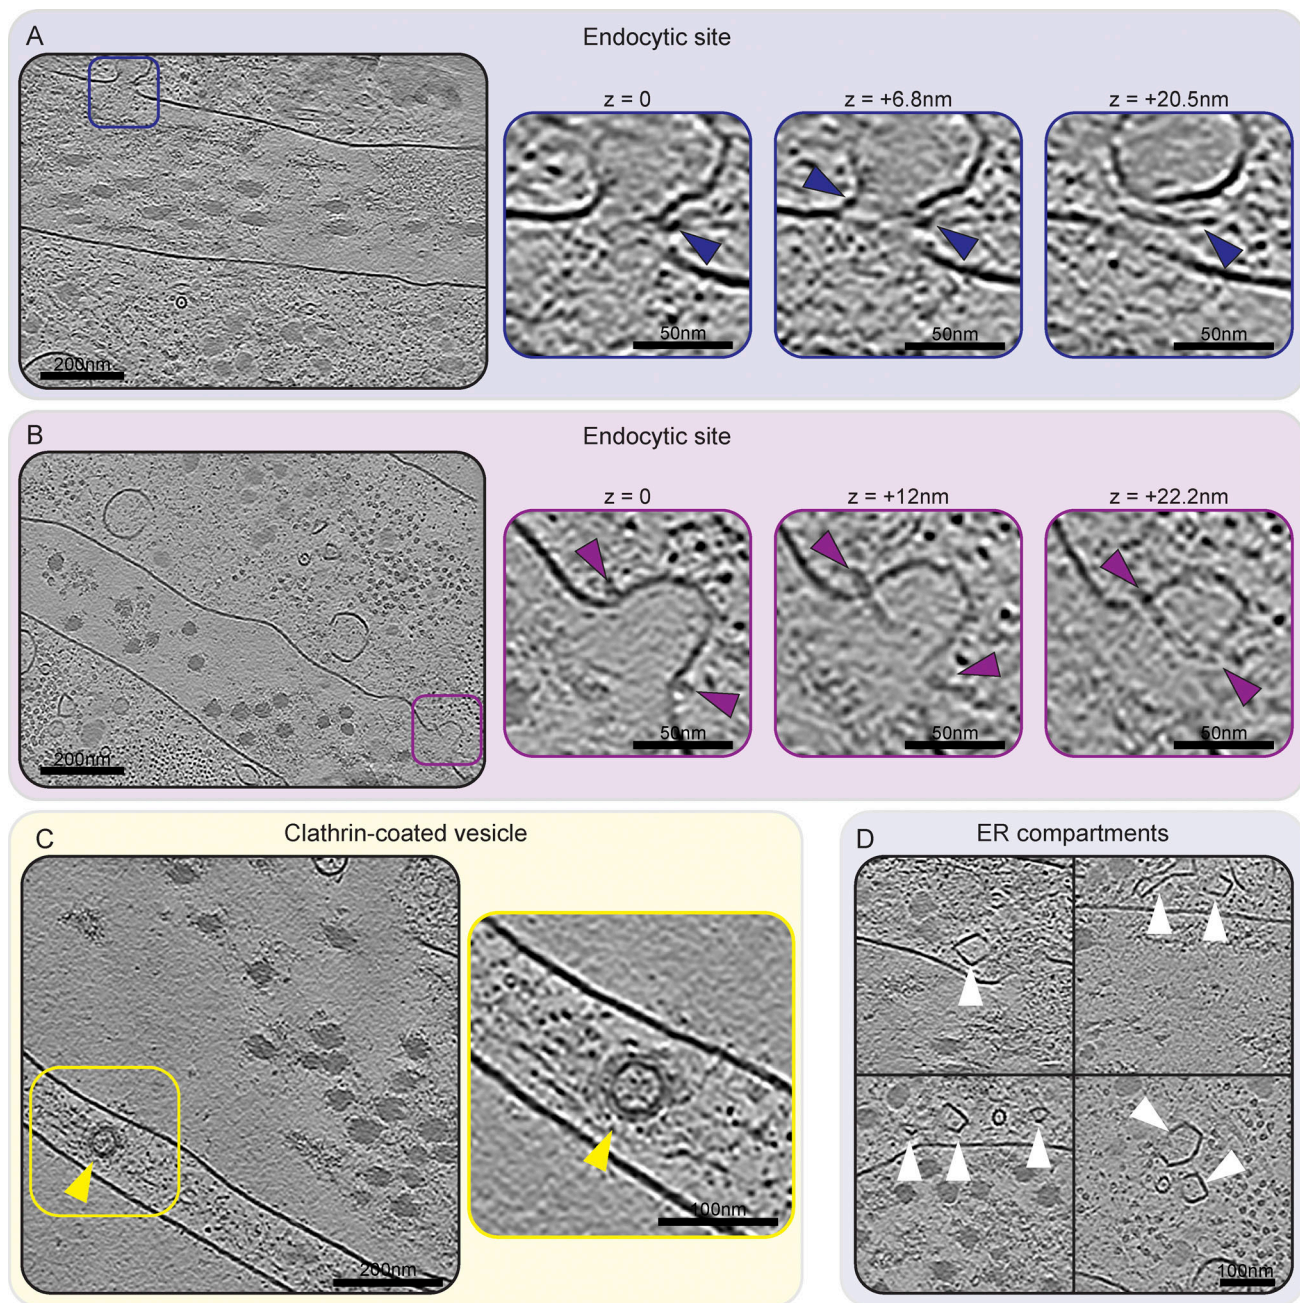 A
Endocytic site
z = 0
z = +6.8nm
z = +20.5nm
200nm
50nm
50nm
50nm
B
Endocytic site
z = 0
z = +12nm
z = +22.2nm
200nm
50nm
50nm
50nm
C
Clathrin-coated vesicle
200nm
100nm
D
ER compartments
100nm